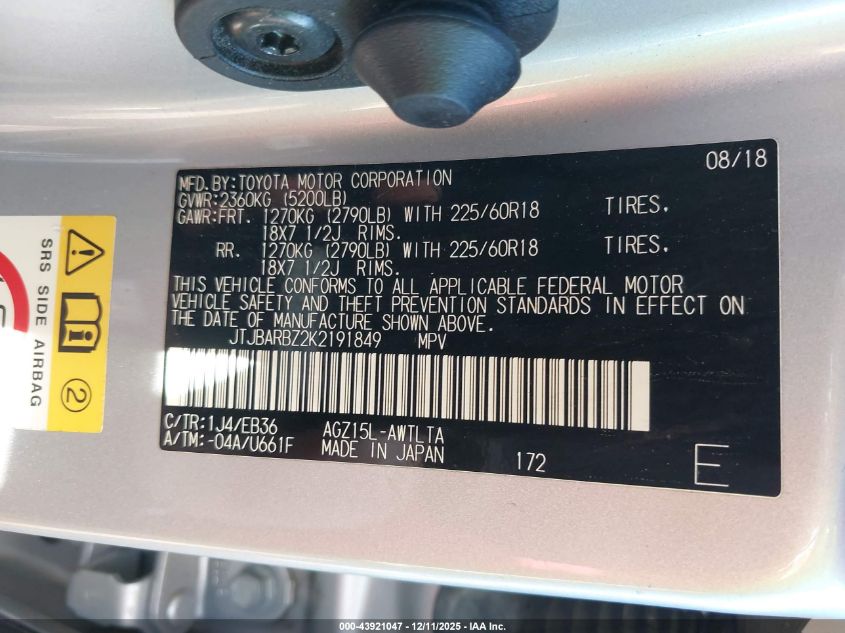 08/18
MFD.BY:TOYOTA MOTOR CORPORATION
GVWR:2360KG (5200LB)
GAWR:FRT. 1270KG (2790LB) WITH 225/60R18 TIRES.
18X7 1/2J RIMS.
RR. 1270KG (2790LB) WITH 225/60R18 TIRES.
18X7 1/2J RIMS.
THIS VEHICLE CONFORMS TO ALL APPLICABLE FEDERAL MOTOR
VEHICLE SAFETY AND THEFT PREVENTION STANDARDS IN EFFECT ON
THE DATE OF MANUFACTURE SHOWN ABOVE.
JTJBARBZ2K2191849 MPV
C/TR:1J4/EB36 AGZ15L-AWTLTA
A/TM:-04A/U661F MADE IN JAPAN 172 E
SRS SIDE AIRBAG
2
000-43921047 - 12/11/2025 - IAA Inc.